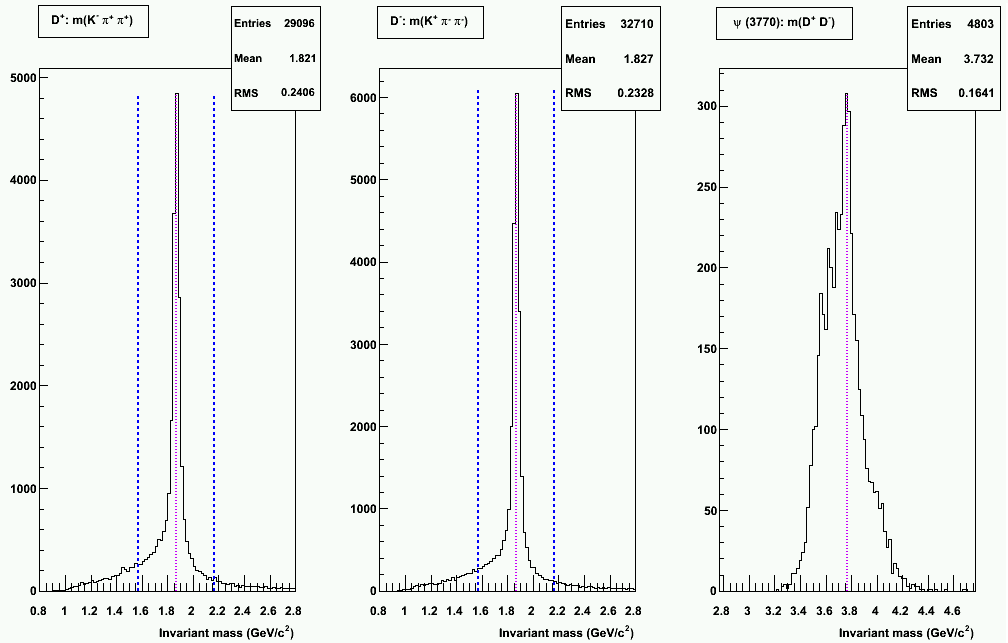 D⁺: m(K⁻ π⁺ π⁺)
Entries 29096
Mean 1.821
RMS 0.2406
5000
4000
3000
2000
1000
0
0.8 1 1.2 1.4 1.6 1.8 2 2.2 2.4 2.6 2.8
Invariant mass (GeV/c²)
D⁻: m(K⁺ π⁻ π⁻)
Entries 32710
Mean 1.827
RMS 0.2328
6000
5000
4000
3000
2000
1000
0
0.8 1 1.2 1.4 1.6 1.8 2 2.2 2.4 2.6 2.8
Invariant mass (GeV/c²)
ψ (3770): m(D⁺ D⁻)
Entries 4803
Mean 3.732
RMS 0.1641
300
250
200
150
100
50
0
2.8 3 3.2 3.4 3.6 3.8 4 4.2 4.4 4.6
Invariant mass (GeV/c²)